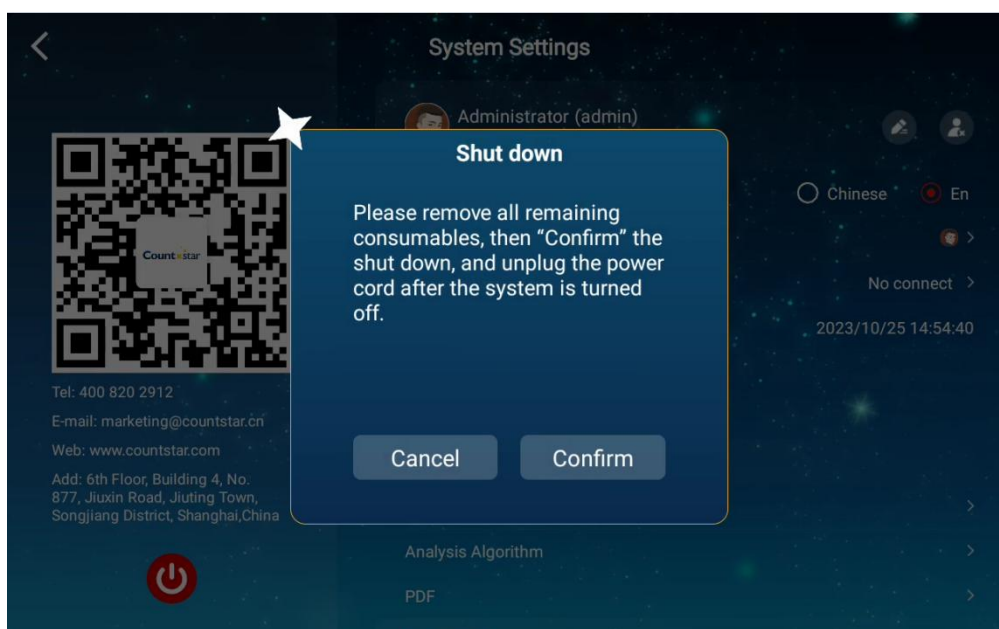 System Settings
Administrator (admin)
Shut down
Please remove all remaining
consumables, then “Confirm” the
shut down, and unplug the power
cord after the system is turned
off.
Cancel
Confirm
Chinese
En
No connect
2023/10/25 14:54:40
Countstar
Tel: 400 820 2912
E-mail: marketing@countstar.cn
Web: www.countstar.com
Add: 6th Floor, Building 4, No.
877, Jiuxin Road, Jiuting Town,
Songjiang District, Shanghai,China
Analysis Algorithm
PDF